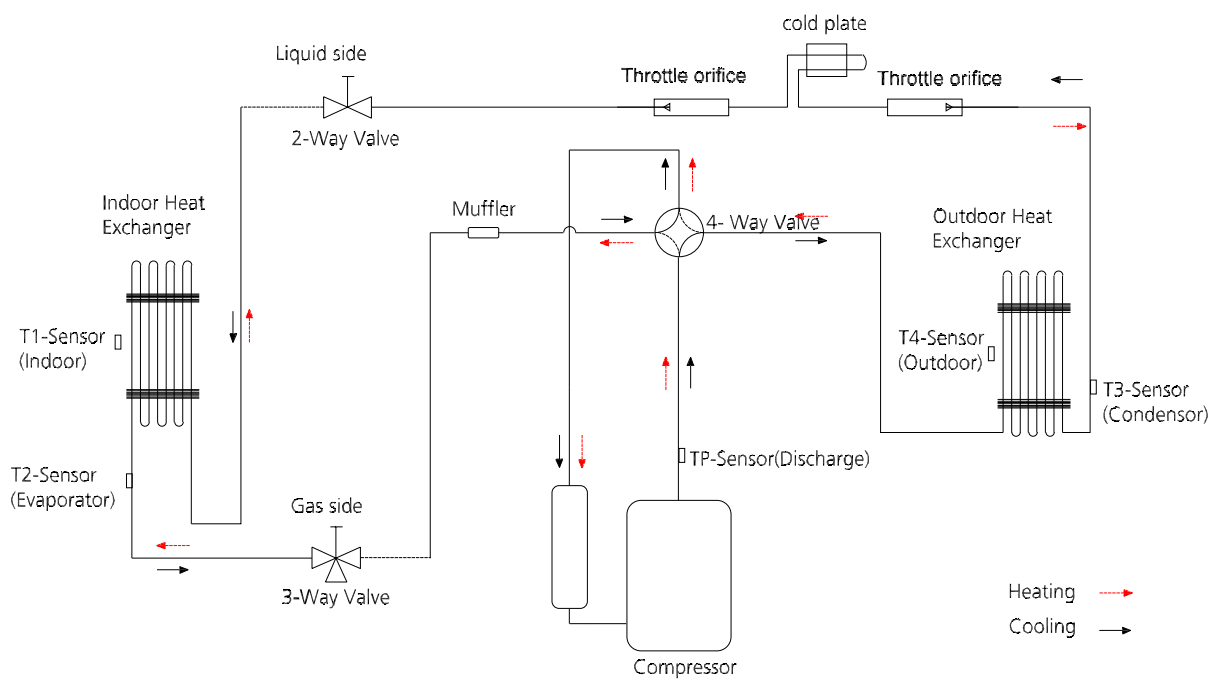 cold plate
Liquid side
Throttle orifice
Throttle orifice
2-Way Valve
Indoor Heat
Exchanger
Muffler
4- Way Valve
Outdoor Heat
Exchanger
T1-Sensor
(Indoor)
T4-Sensor
(Outdoor)
T3-Sensor
(Condensor)
TP-Sensor(Discharge)
T2-Sensor
(Evaporator)
Gas side
3-Way Valve
Heating
Cooling
Compressor